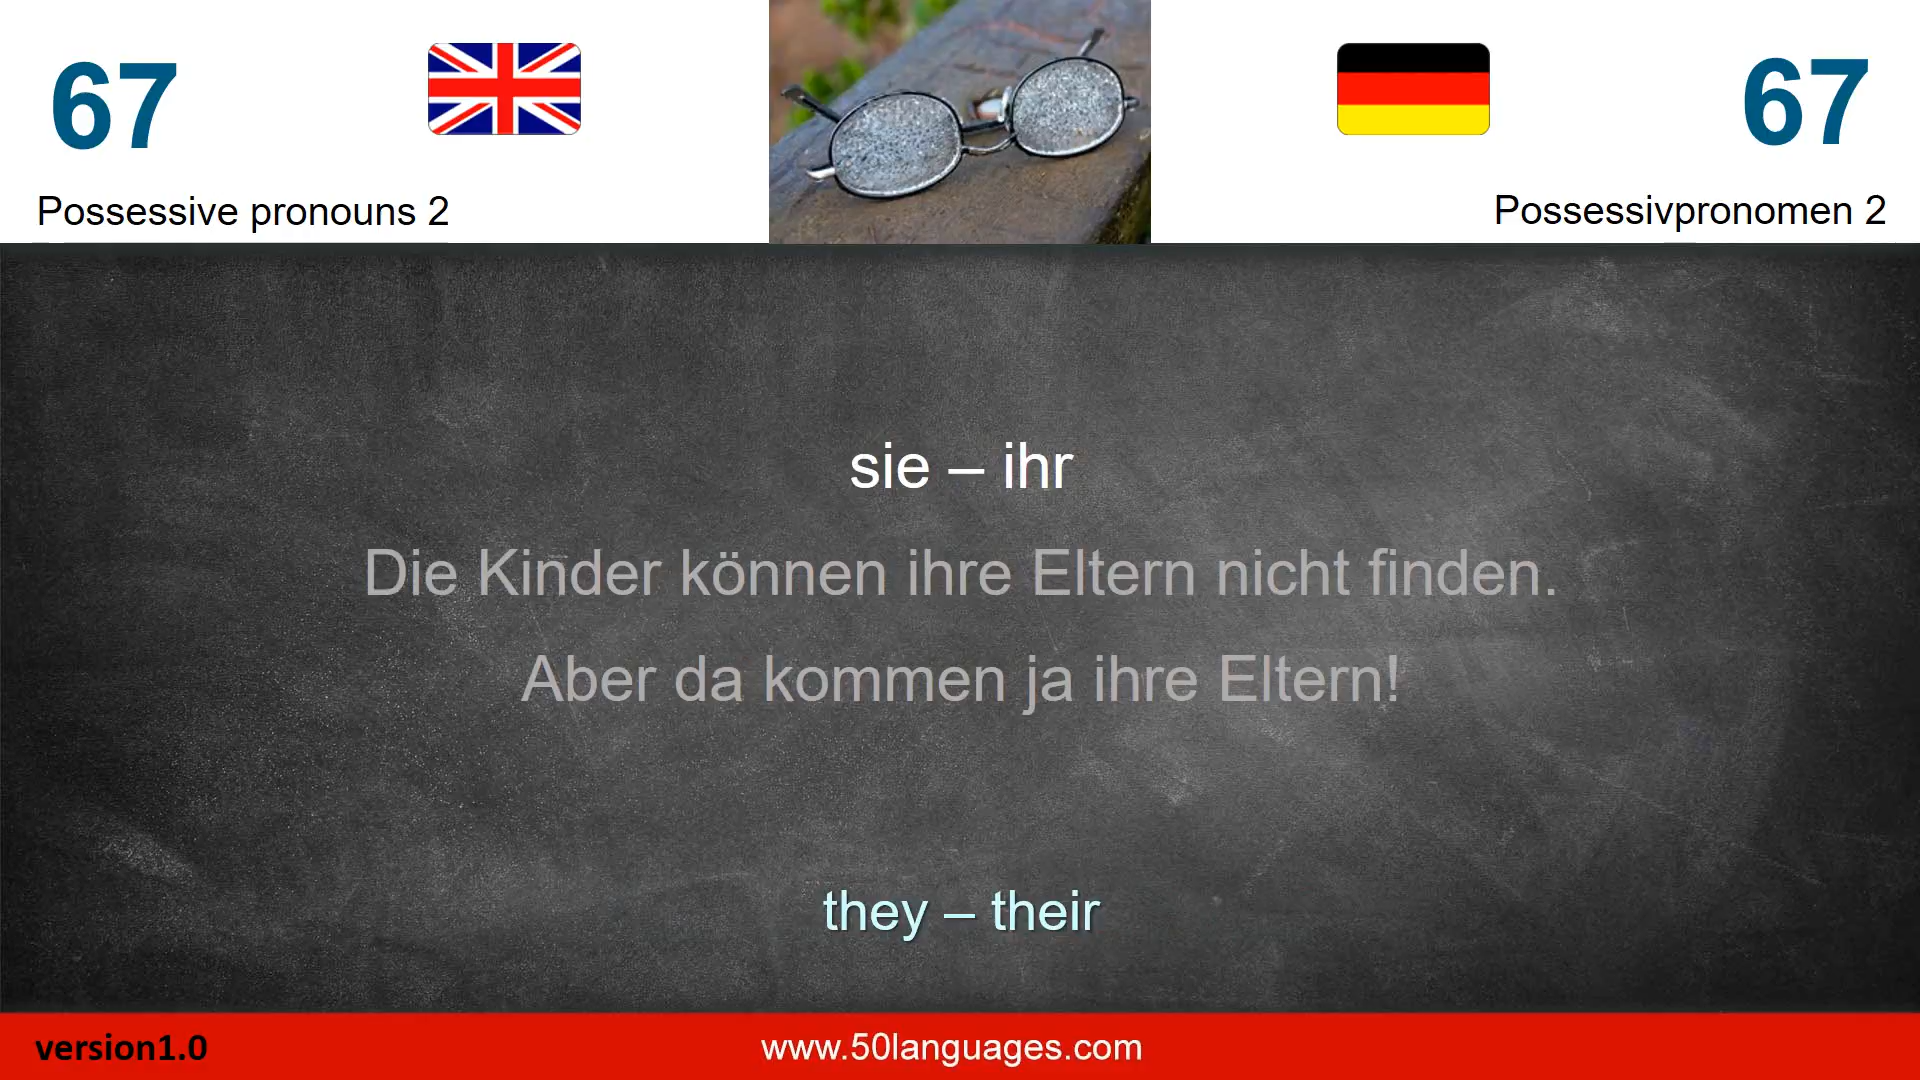 67
67
Possessive pronouns 2
Possessivpronomen 2
sie – ihr
Die Kinder können ihre Eltern nicht finden.
Aber da kommen ja ihre Eltern!
they – their
version1.0
www.50languages.com